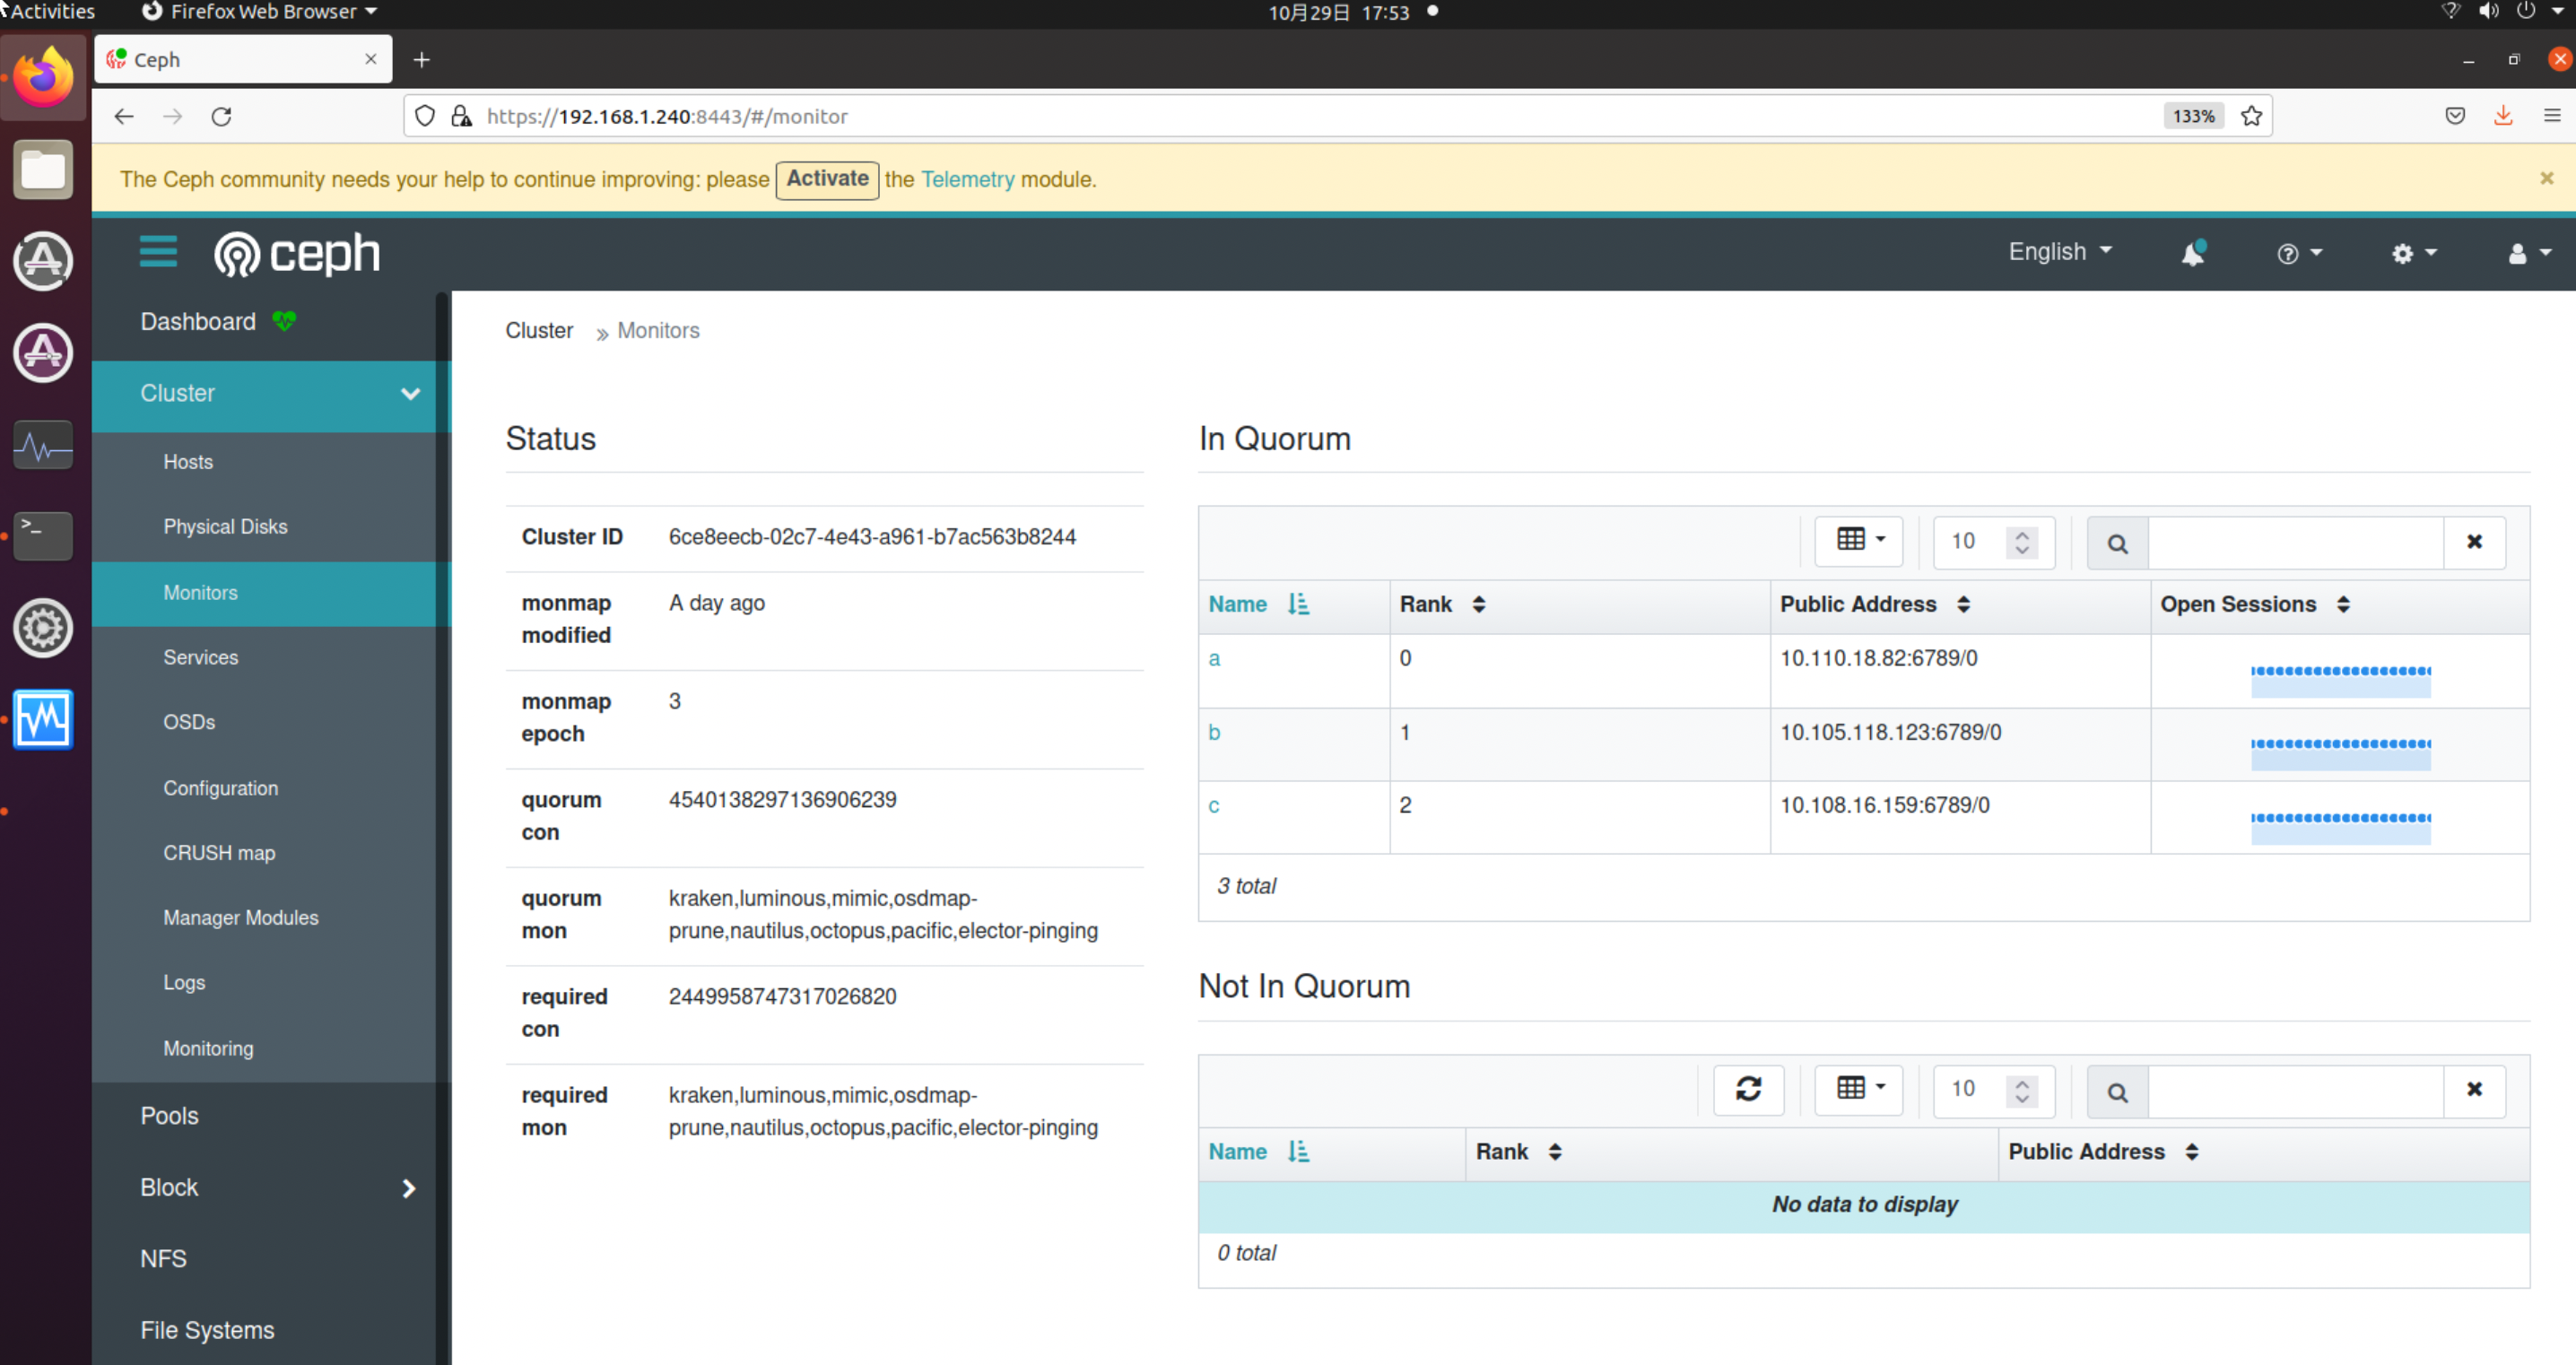 Activities
Firefox Web Browser
10月29日 17:53
Ceph
https://192.168.1.240:8443/#/monitor
133%
The Ceph community needs your help to continue improving: please Activate the Telemetry module.
ceph
English
Dashboard
Cluster
Hosts
Physical Disks
Monitors
Services
OSDs
Configuration
CRUSH map
Manager Modules
Logs
Monitoring
Pools
Block
NFS
File Systems
Cluster » Monitors
Status
Cluster ID 6ce8eecb-02c7-4e43-a961-b7ac563b8244
monmap A day ago
modified
monmap 3
epoch
quorum 4540138297136906239
con
quorum kraken,luminous,mimic,osdmap-
mon prune,nautilus,octopus,pacific,elector-pinging
required 2449958747317026820
con
required kraken,luminous,mimic,osdmap-
mon prune,nautilus,octopus,pacific,elector-pinging
In Quorum
10
Name Rank Public Address Open Sessions
a 0 10.110.18.82:6789/0
b 1 10.105.118.123:6789/0
c 2 10.108.16.159:6789/0
3 total
Not In Quorum
10
Name Rank Public Address
No data to display
0 total